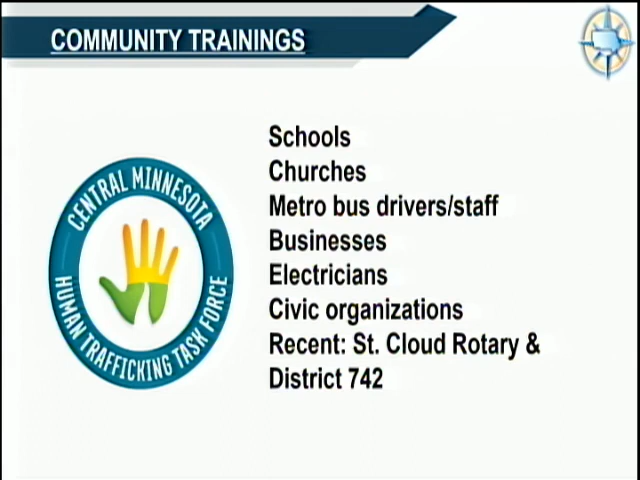 COMMUNITY TRAININGS
CENTRAL MINNESOTA
HUMAN TRAFFICKING TASK FORCE
Schools
Churches
Metro bus drivers/staff
Businesses
Electricians
Civic organizations
Recent: St. Cloud Rotary &
District 742